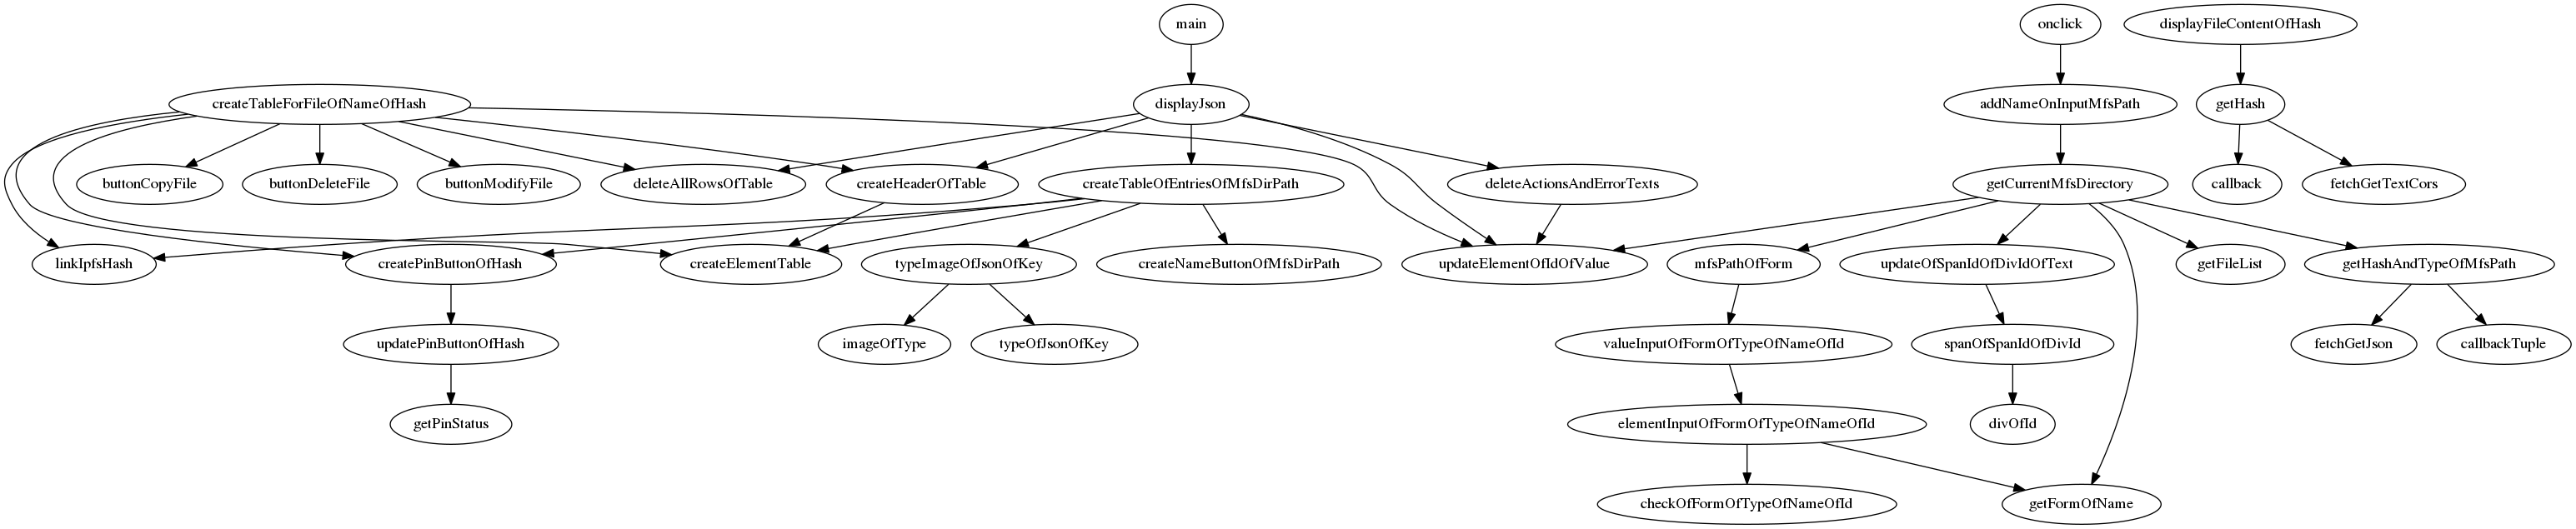 main
onclick
displayFileContentOfHash
createTableForFileOfNameOfHash
displayJson
addNameOnInputMfsPath
getHash
buttonCopyFile
buttonDeleteFile
buttonModifyFile
deleteAllRowsOfTable
createHeaderOfTable
createTableOfEntriesOfMfsDirPath
deleteActionsAndErrorTexts
getCurrentMfsDirectory
callback
fetchGetTextCors
linkIpfsHash
createPinButtonOfHash
createElementTable
typeImageOfJsonOfKey
createNameButtonOfMfsDirPath
updateElementOfIdOfValue
mfsPathOfForm
updateOfSpanIdOfDivIdOfText
getFileList
getHashAndTypeOfMfsPath
updatePinButtonOfHash
imageOfType
typeOfJsonOfKey
valueInputOfFormOfTypeOfNameOfId
spanOfSpanIdOfDivId
fetchGetJson
callbackTuple
getPinStatus
elementInputOfFormOfTypeOfNameOfId
divOfId
checkOfFormOfTypeOfNameOfId
getFormOfName